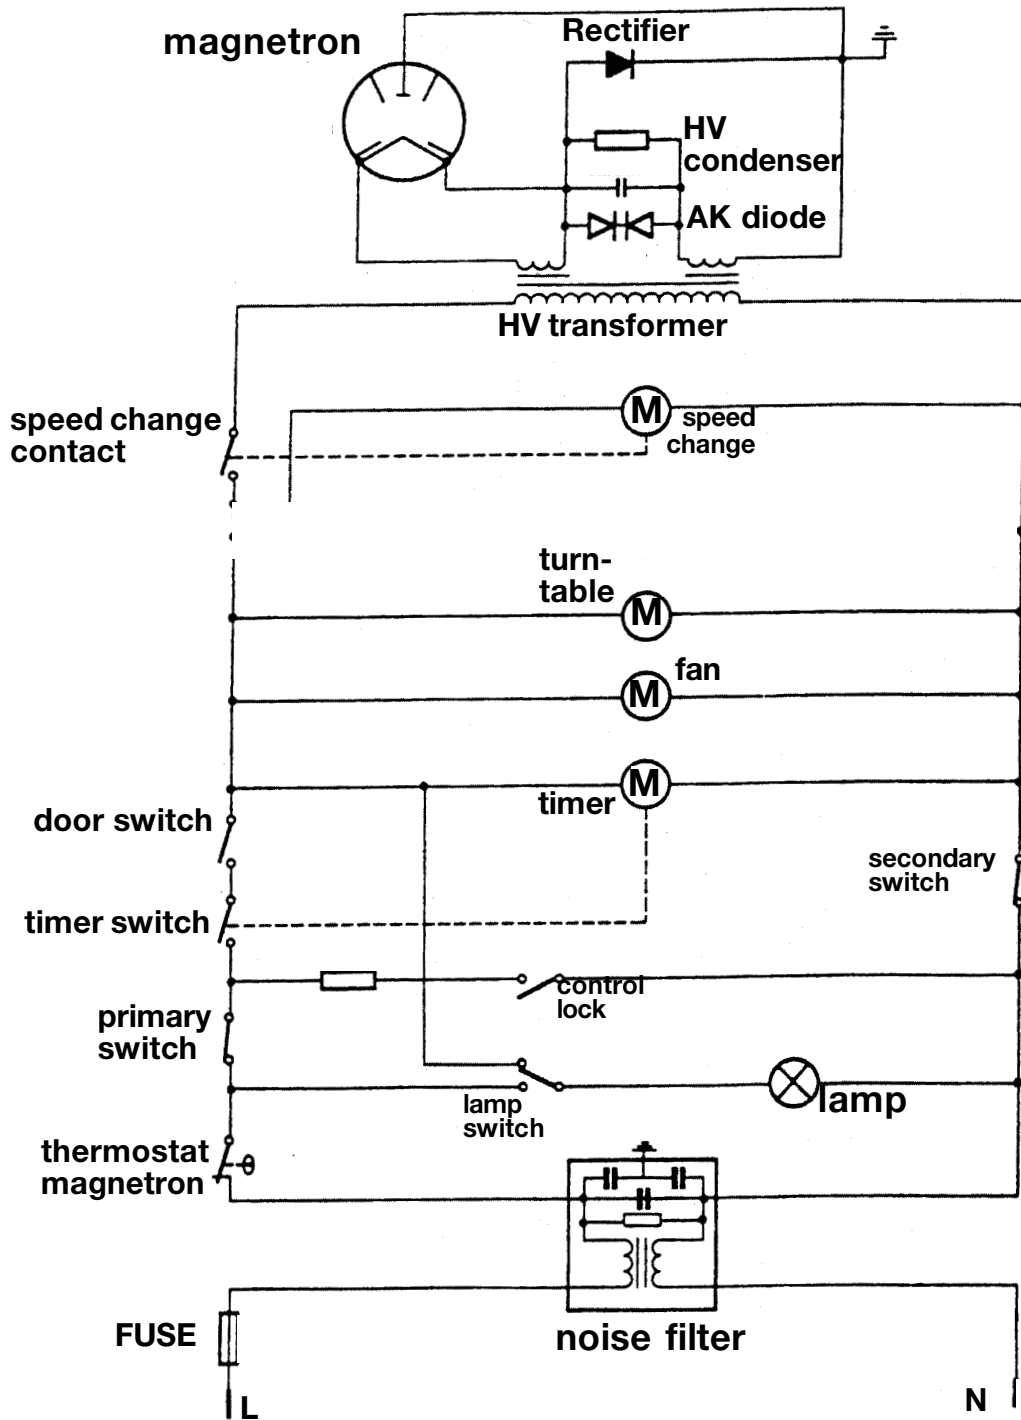 magnetron
Rectifier
HV
condenser
AK diode
HV transformer
speed change
contact
M
speed
change
turn-
table
M
fan
M
M
timer
door switch
secondary
switch
timer switch
control
lock
primary
switch
lamp
lamp
switch
thermostat
magnetron
FUSE
noise filter
L
N